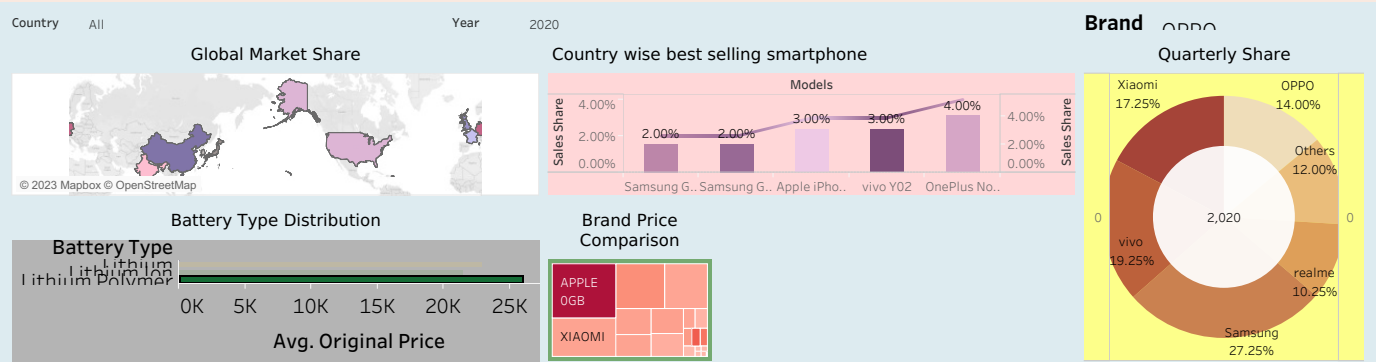 Country All Year 2020 Brand OPPO
Global Market Share
© 2023 Mapbox © OpenStreetMap
Country wise best selling smartphone
Models
Sales Share
4.00%
2.00%
0.00%
2.00% 2.00% 3.00% 3.00% 4.00%
4.00%
2.00%
0.00%
Sales Share
Samsung G.. Samsung G.. Apple iPho.. vivo Y02 OnePlus No..
Quarterly Share
Xiaomi
17.25%
OPPO
14.00%
Others
12.00%
0 2,020 0
vivo
19.25%
realme
10.25%
Samsung
27.25%
Battery Type Distribution
Battery Type
Lithium
Lithium Ion
Lithium Polymer
0K 5K 10K 15K 20K 25K
Avg. Original Price
Brand Price
Comparison
APPLE
0GB
XIAOMI